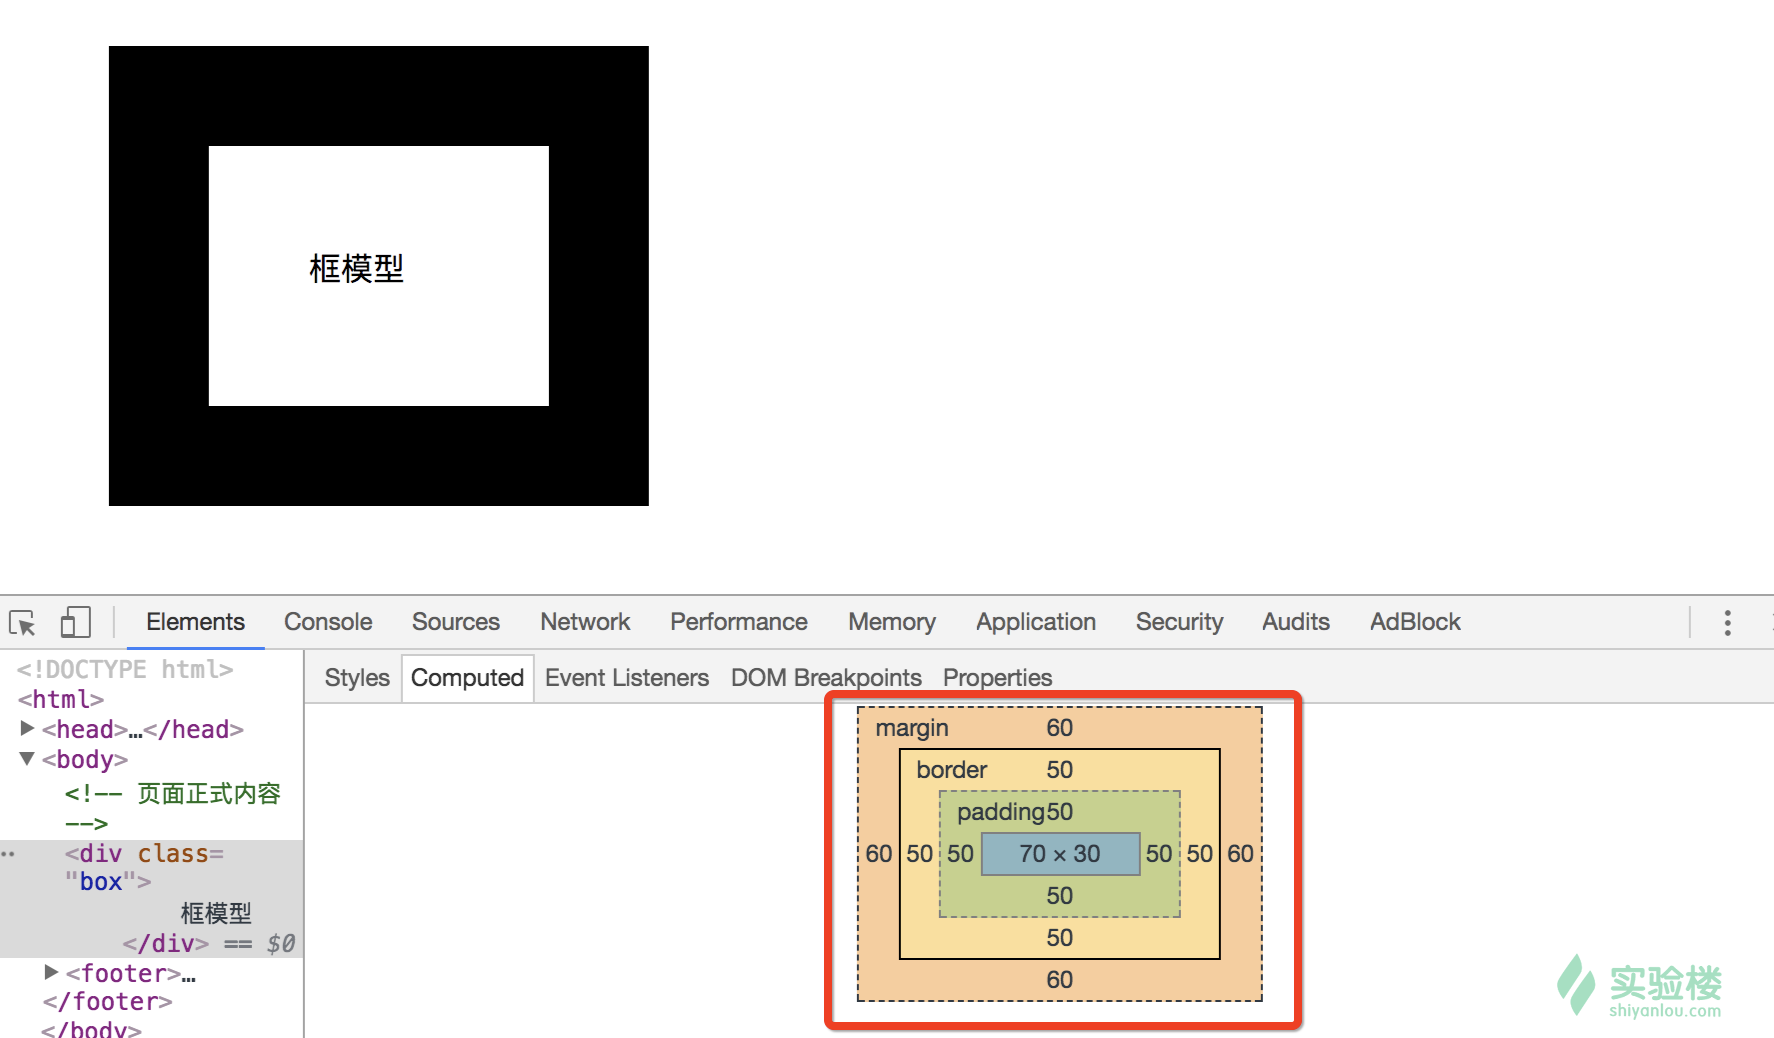 框模型
Elements Console Sources Network Performance Memory Application Security Audits AdBlock
<!DOCTYPE html>
<html>
<head>…</head>
<body>
<!-- 页面正式内容
-->
<div class=
"box">
框模型
</div> == $0
<footer>…
</footer>
</body>
Styles Computed Event Listeners DOM Breakpoints Properties
margin 60
border 50
padding50
60 50 50 70 × 30 50 50 60
50
50
60
实验楼
shiyanlou.com